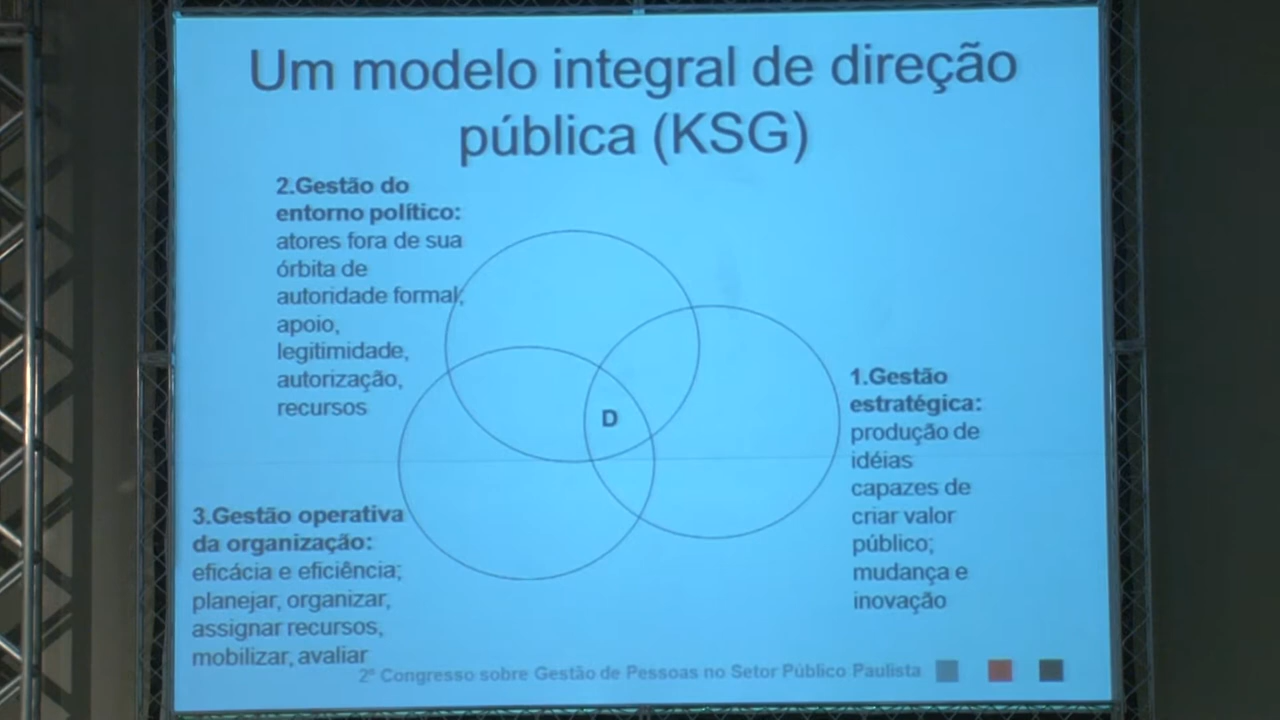 Um modelo integral de direção
pública (KSG)
2.Gestão do
entorno político:
atores fora de sua
órbita de
autoridade formal,
apoio,
legitimidade,
autorização,
recursos
D
1.Gestão
estratégica:
produção de
idéias
capazes de
criar valor
público;
mudança e
inovação
3.Gestão operativa
da organização:
eficácia e eficiência;
planejar, organizar,
assignar recursos,
mobilizar, avaliar
2º Congresso sobre Gestão de Pessoas no Setor Público Paulista